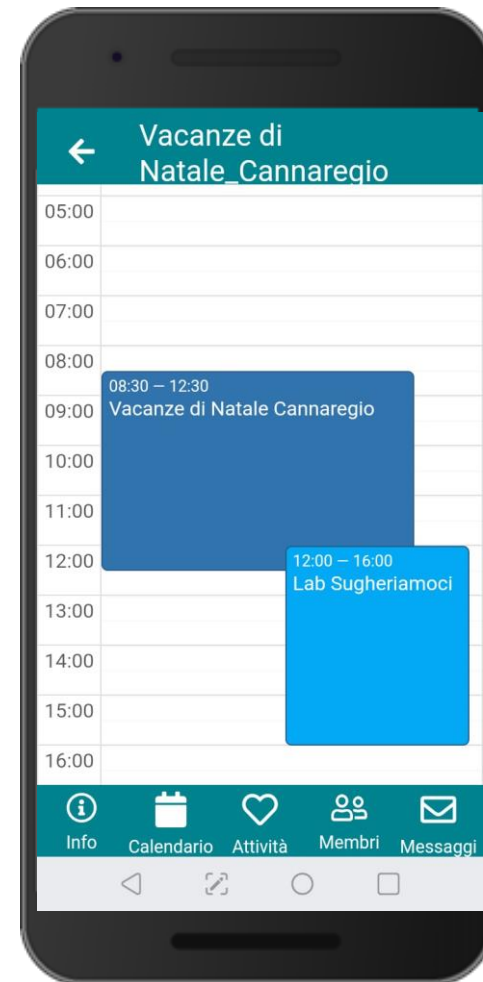 Vacanze di
Natale_Cannaregio
05:00
06:00
07:00
08:00
08:30 — 12:30
09:00 Vacanze di Natale Cannaregio
10:00
11:00
12:00 12:00 — 16:00
Lab Sugheriamoci
13:00
14:00
15:00
16:00
Info Calendario Attività Membri Messaggi